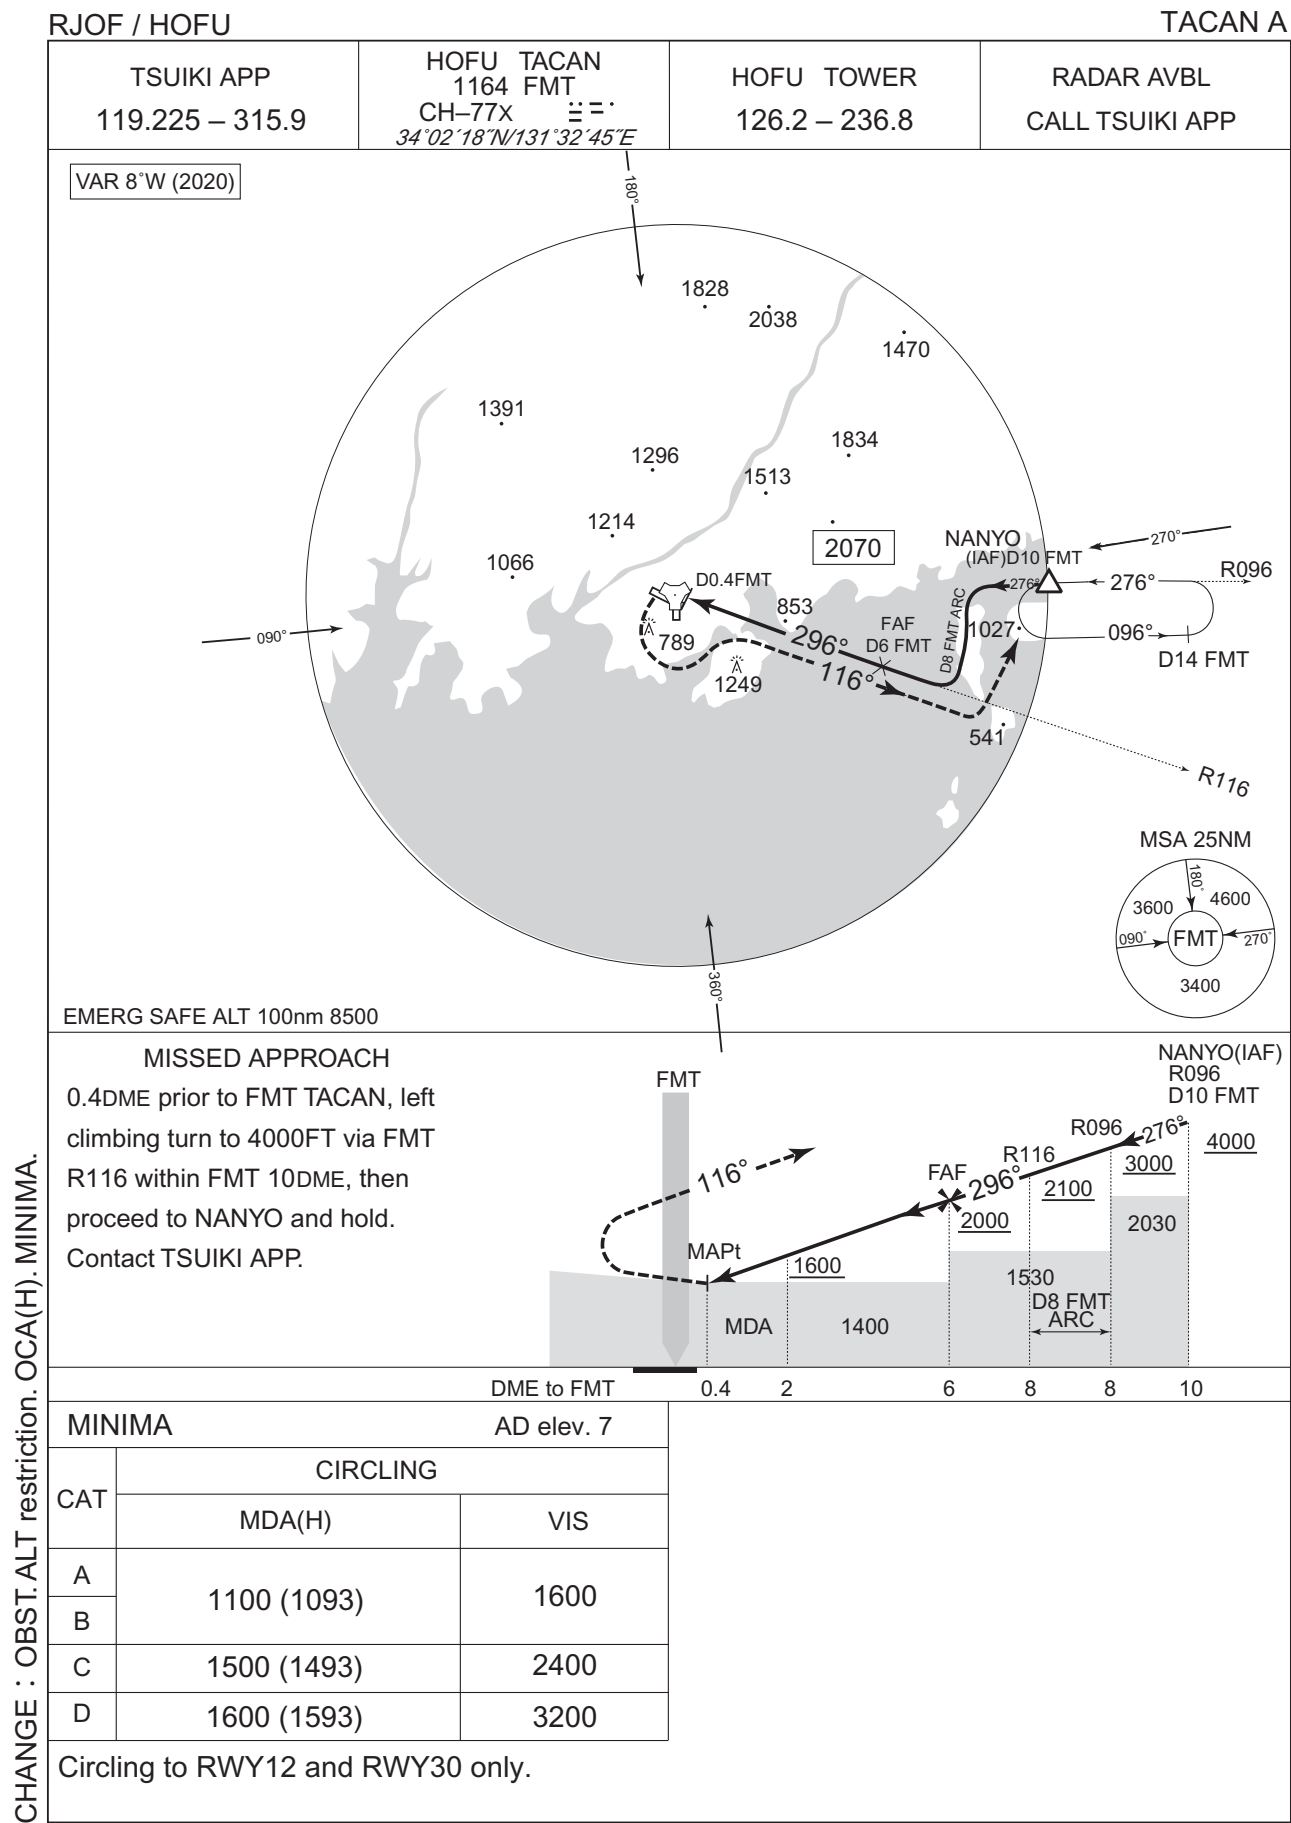 RJOF / HOFU
TACAN A
TSUIKI APP
119.225 – 315.9
HOFU TACAN
1164 FMT
CH–77X
34°02´18˝N/131°32´45˝E
HOFU TOWER
126.2 – 236.8
RADAR AVBL
CALL TSUIKI APP
VAR 8°W (2020)
180°
1828
2038
1470
1391
1834
1296
1513
1214
2070
1066
NANYO
(IAF)D10 FMT
270°
276°
276°
R096
D0.4FMT
853
FAF
D6 FMT
D8 FMT ARC
1027
096°
D14 FMT
090°
789
296°
116°
1249
541
R116
MSA 25NM
180°
3600
4600
090°
FMT
270°
3400
360°
EMERG SAFE ALT 100nm 8500
MISSED APPROACH
0.4DME prior to FMT TACAN, left
climbing turn to 4000FT via FMT
R116 within FMT 10DME, then
proceed to NANYO and hold.
Contact TSUIKI APP.
FMT
NANYO(IAF)
R096
D10 FMT
R096
276°
4000
R116
3000
FAF
296°
2100
116°
2000
2030
MAPt
1600
1530
D8 FMT
ARC
MDA
1400
DME to FMT
0.4 2 6 8 8 10
MINIMA
AD elev. 7
CAT
CIRCLING
MDA(H)
VIS
A
B
1100 (1093)
1600
C
1500 (1493)
2400
D
1600 (1593)
3200
Circling to RWY12 and RWY30 only.
CHANGE : OBST. ALT restriction. OCA(H). MINIMA.